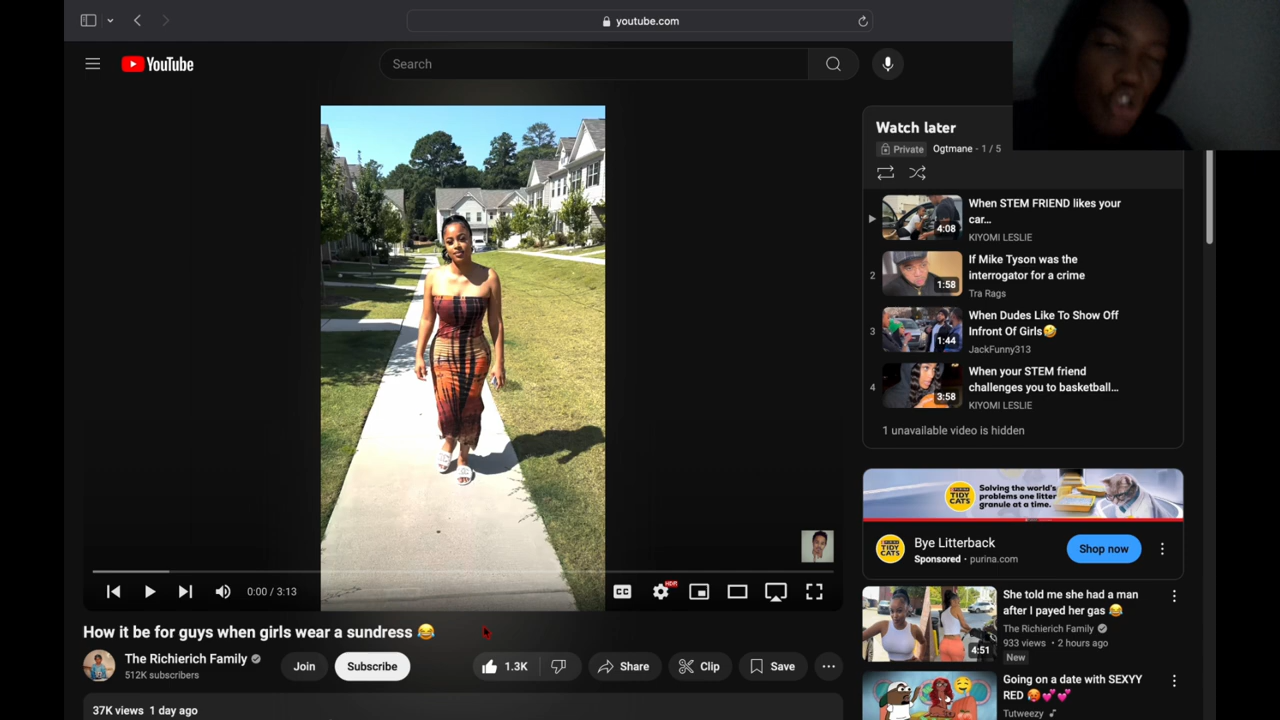 youtube.com
YouTube
Search
Watch later
Private Ogtmane - 1 / 5
When STEM FRIEND likes your
car...
4:08
KIYOMI LESLIE
2
If Mike Tyson was the
interrogator for a crime
1:58
Tra Rags
3
When Dudes Like To Show Off
Infront Of Girls🤣
1:44
JackFunny313
4
When your STEM friend
challenges you to basketball...
3:58
KIYOMI LESLIE
1 unavailable video is hidden
TIDY CATS
Solving the world's
problems one litter
granule at a time.
TIDY CATS
Bye Litterback
Sponsored · purina.com
Shop now
She told me she had a man
after I payed her gas 😂
The Richierich Family
933 views · 2 hours ago
New
4:51
Going on a date with SEXYY
RED 🥵💕💕
Tutweezy
0:00 / 3:13
CC
HDR
How it be for guys when girls wear a sundress 😂
The Richierich Family
512K subscribers
Join
Subscribe
1.3K
Share
Clip
Save
37K views 1 day ago